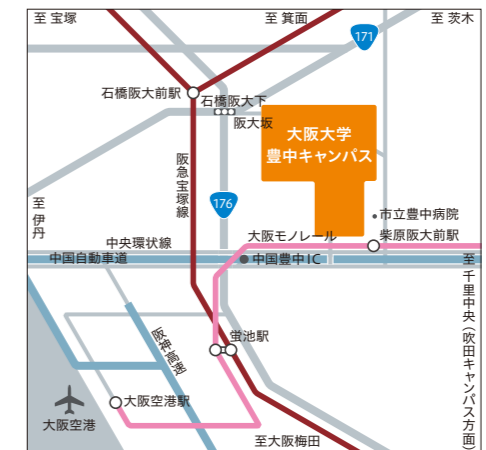 至 宝塚
至 箕面
至 茨木
171
石橋阪大前駅
石橋阪大下
阪大坂
大阪大学
豊中キャンパス
阪急宝塚線
176
至 伊丹
市立豊中病院
大阪モノレール
柴原阪大前駅
中央環状線
中国自動車道
中国豊中IC
至 千里中央(吹田キャンパス方面)
阪神高速
蛍池駅
大阪空港駅
大阪空港
至大阪梅田